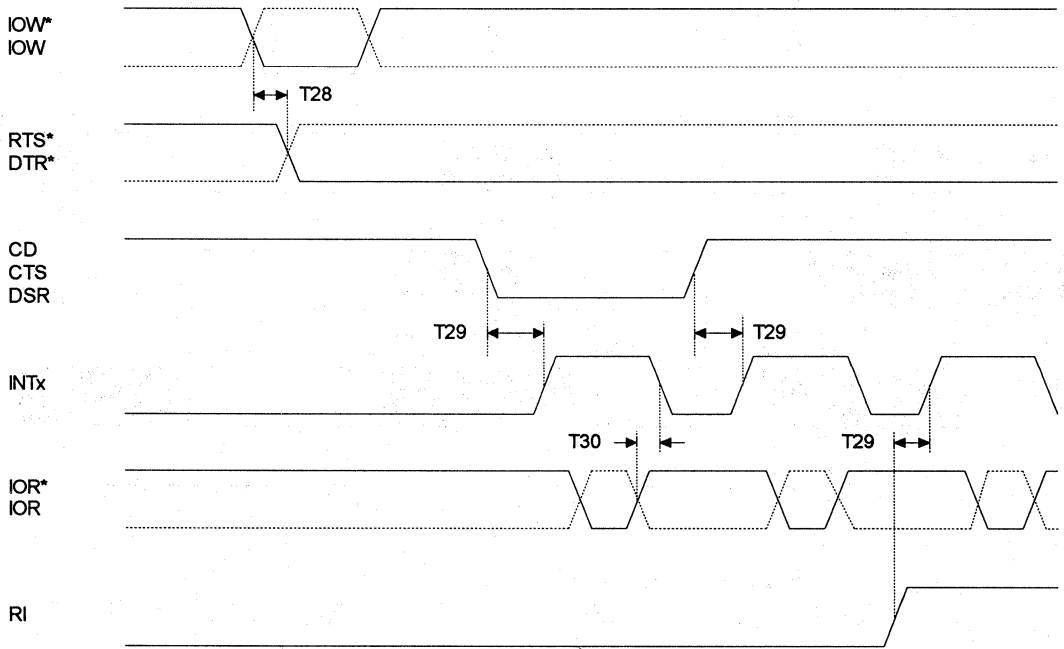 IOW*
IOW
T28
RTS*
DTR*
CD
CTS
DSR
T29
T29
INTx
T30
T29
IOR*
IOR
RI